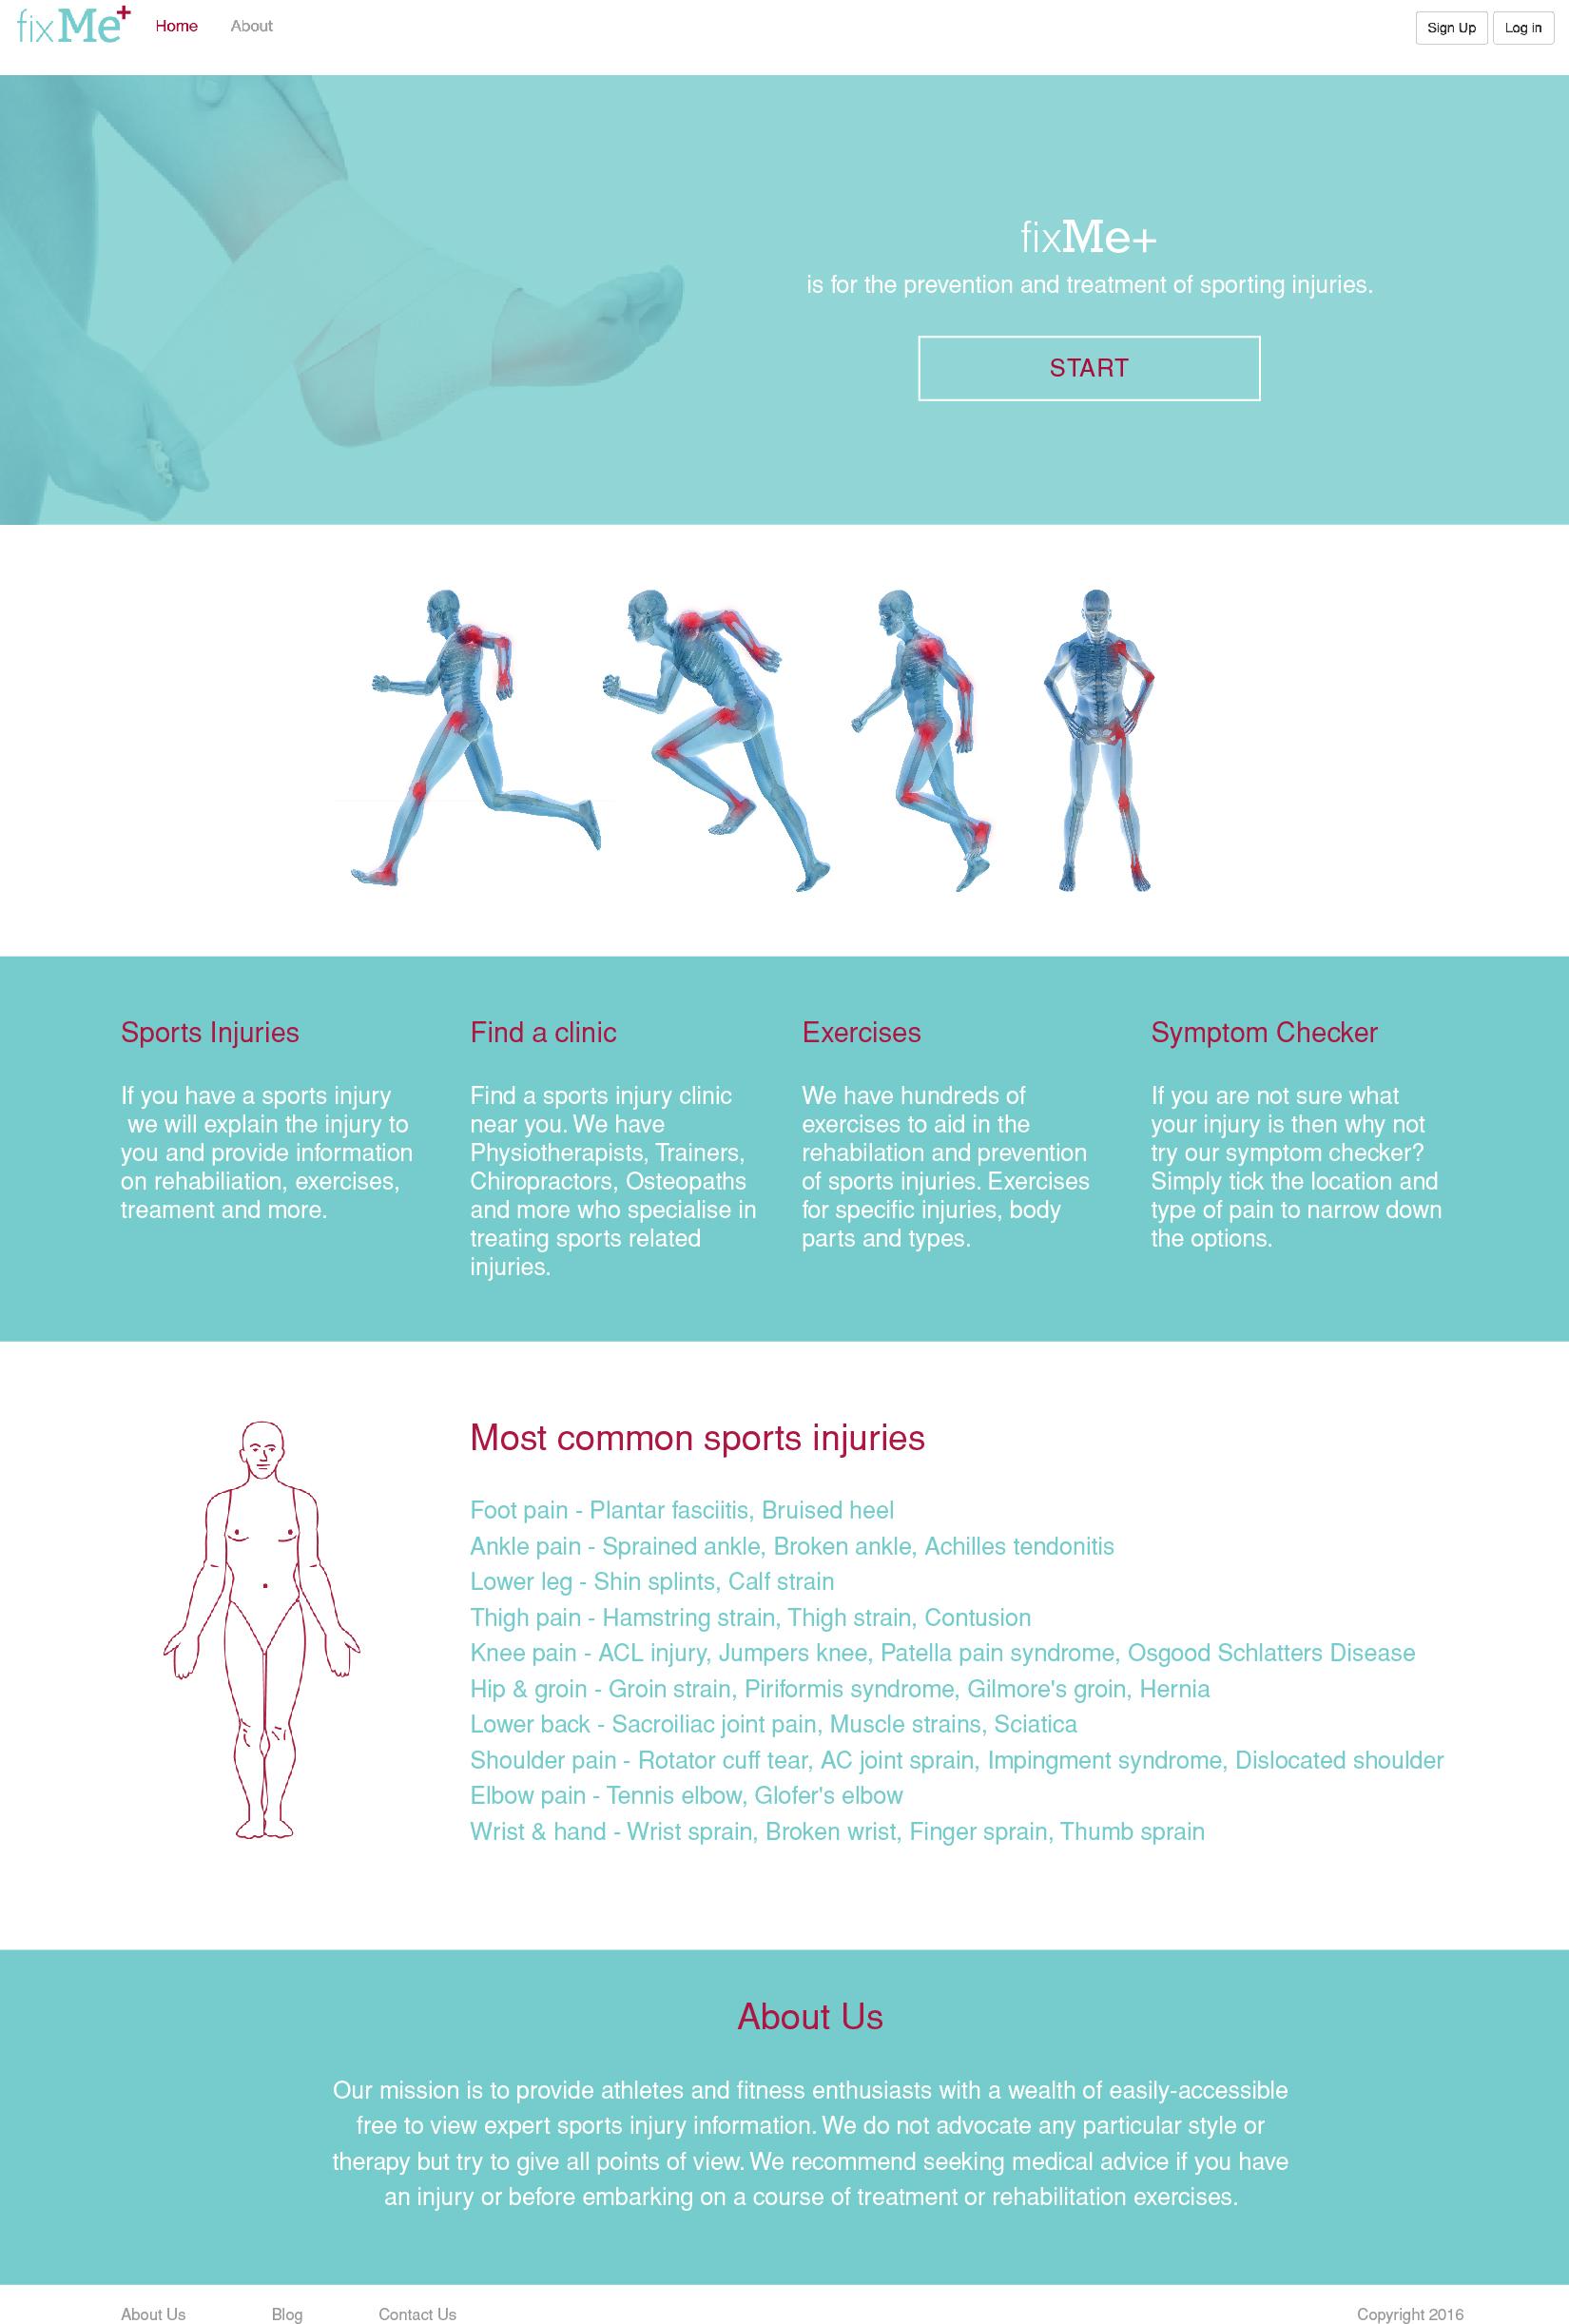 fixMe+
Home
About
Sign Up
Log in
fixMe+
is for the prevention and treatment of sporting injuries.
START
Sports Injuries
If you have a sports injury
we will explain the injury to
you and provide information
on rehabiliation, exercises,
treament and more.
Find a clinic
Find a sports injury clinic
near you. We have
Physiotherapists, Trainers,
Chiropractors, Osteopaths
and more who specialise in
treating sports related
injuries.
Exercises
We have hundreds of
exercises to aid in the
rehabilation and prevention
of sports injuries. Exercises
for specific injuries, body
parts and types.
Symptom Checker
If you are not sure what
your injury is then why not
try our symptom checker?
Simply tick the location and
type of pain to narrow down
the options.
Most common sports injuries
Foot pain - Plantar fasciitis, Bruised heel
Ankle pain - Sprained ankle, Broken ankle, Achilles tendonitis
Lower leg - Shin splints, Calf strain
Thigh pain - Hamstring strain, Thigh strain, Contusion
Knee pain - ACL injury, Jumpers knee, Patella pain syndrome, Osgood Schlatters Disease
Hip & groin - Groin strain, Piriformis syndrome, Gilmore's groin, Hernia
Lower back - Sacroiliac joint pain, Muscle strains, Sciatica
Shoulder pain - Rotator cuff tear, AC joint sprain, Impingment syndrome, Dislocated shoulder
Elbow pain - Tennis elbow, Glofer's elbow
Wrist & hand - Wrist sprain, Broken wrist, Finger sprain, Thumb sprain
About Us
Our mission is to provide athletes and fitness enthusiasts with a wealth of easily-accessible
free to view expert sports injury information. We do not advocate any particular style or
therapy but try to give all points of view. We recommend seeking medical advice if you have
an injury or before embarking on a course of treatment or rehabilitation exercises.
About Us
Blog
Contact Us
Copyright 2016